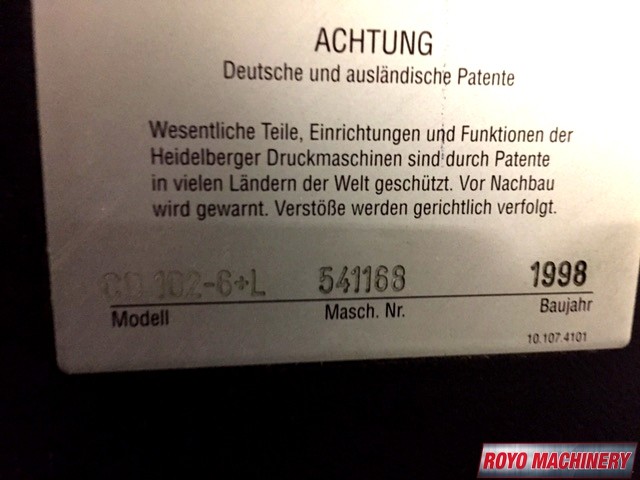 ACHTUNG
Deutsche und ausländische Patente
Wesentliche Teile, Einrichtungen und Funktionen der
Heidelberger Druckmaschinen sind durch Patente
in vielen Ländern der Welt geschützt. Vor Nachbau
wird gewarnt. Verstöße werden gerichtlich verfolgt.
CD 102-6+L 541168 1998
Modell Masch. Nr. Baujahr
10.107.4101
ROYO MACHINERY